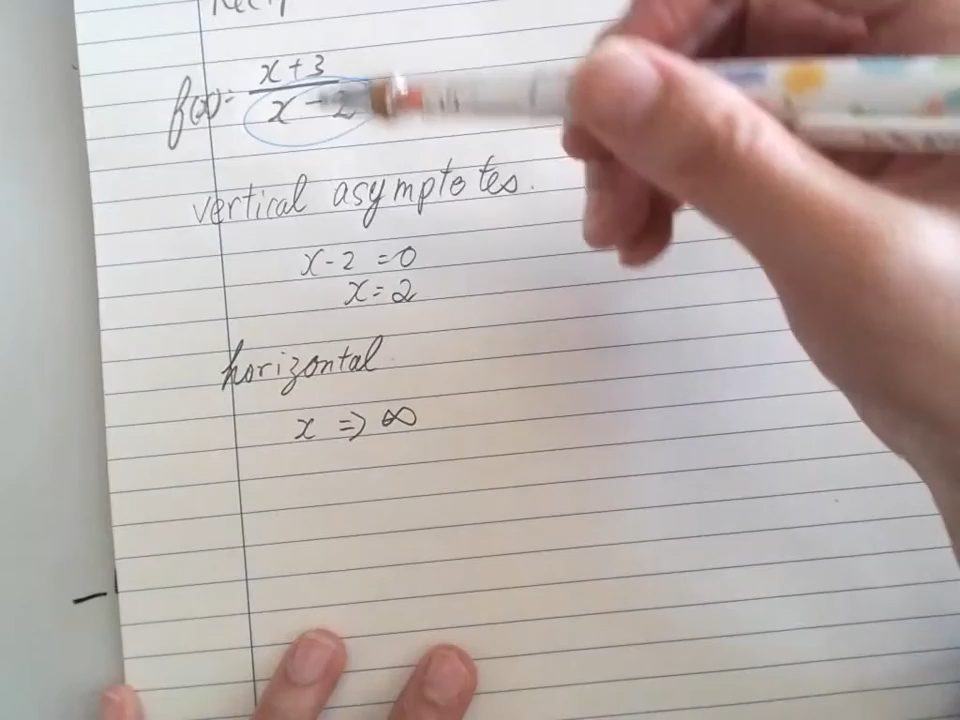 f(x) = x + 3 / x - 2
vertical asymptotes.
x - 2 = 0
x = 2
horizontal
x ⇒ ∞